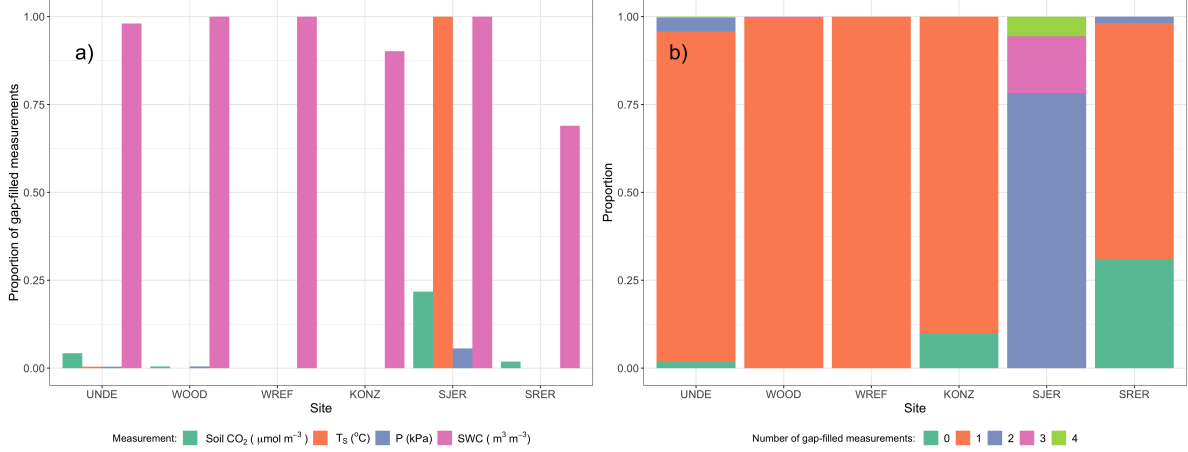 a)
Proportion of gap-filled measurements
1.00
0.75
0.50
0.25
0.00
UNDE WOOD WREF KONZ SJER SRER
Site
Measurement: Soil CO₂ ( μmol m⁻³ ) T_S (⁰C) P (kPa) SWC ( m³ m⁻³)
b)
Proportion
1.00
0.75
0.50
0.25
0.00
UNDE WOOD WREF KONZ SJER SRER
Site
Number of gap-filled measurements: 0 1 2 3 4